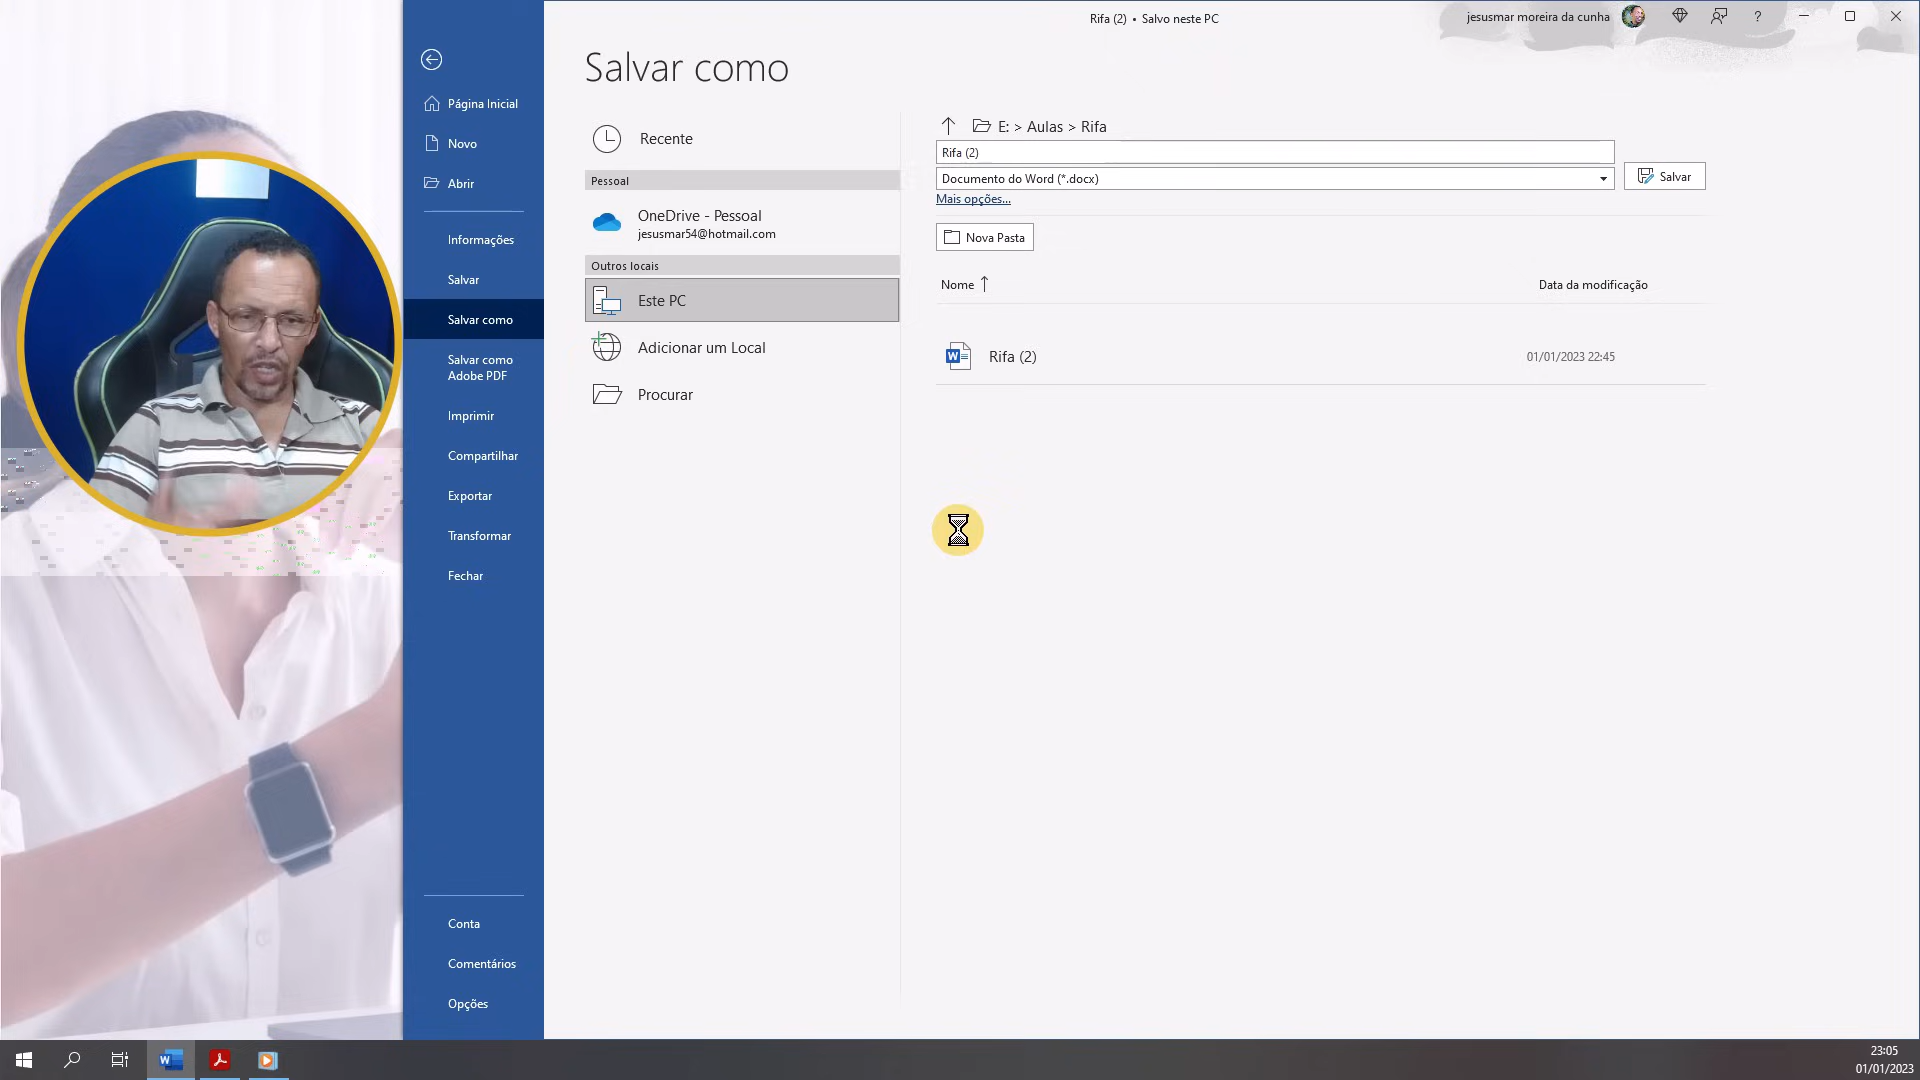 Rifa (2) • Salvo neste PC
jesusmar moreira da cunha
?
Salvar como
Página Inicial
Novo
Abrir
Informações
Salvar
Salvar como
Salvar como
Adobe PDF
Imprimir
Compartilhar
Exportar
Transformar
Fechar
Conta
Comentários
Opções
Recente
Pessoal
OneDrive - Pessoal
jesusmar54@hotmail.com
Outros locais
Este PC
Adicionar um Local
Procurar
E: > Aulas > Rifa
Rifa (2)
Documento do Word (*.docx)
Salvar
Mais opções...
Nova Pasta
Nome
Data da modificação
Rifa (2)
01/01/2023 22:45
23:05
01/01/2023